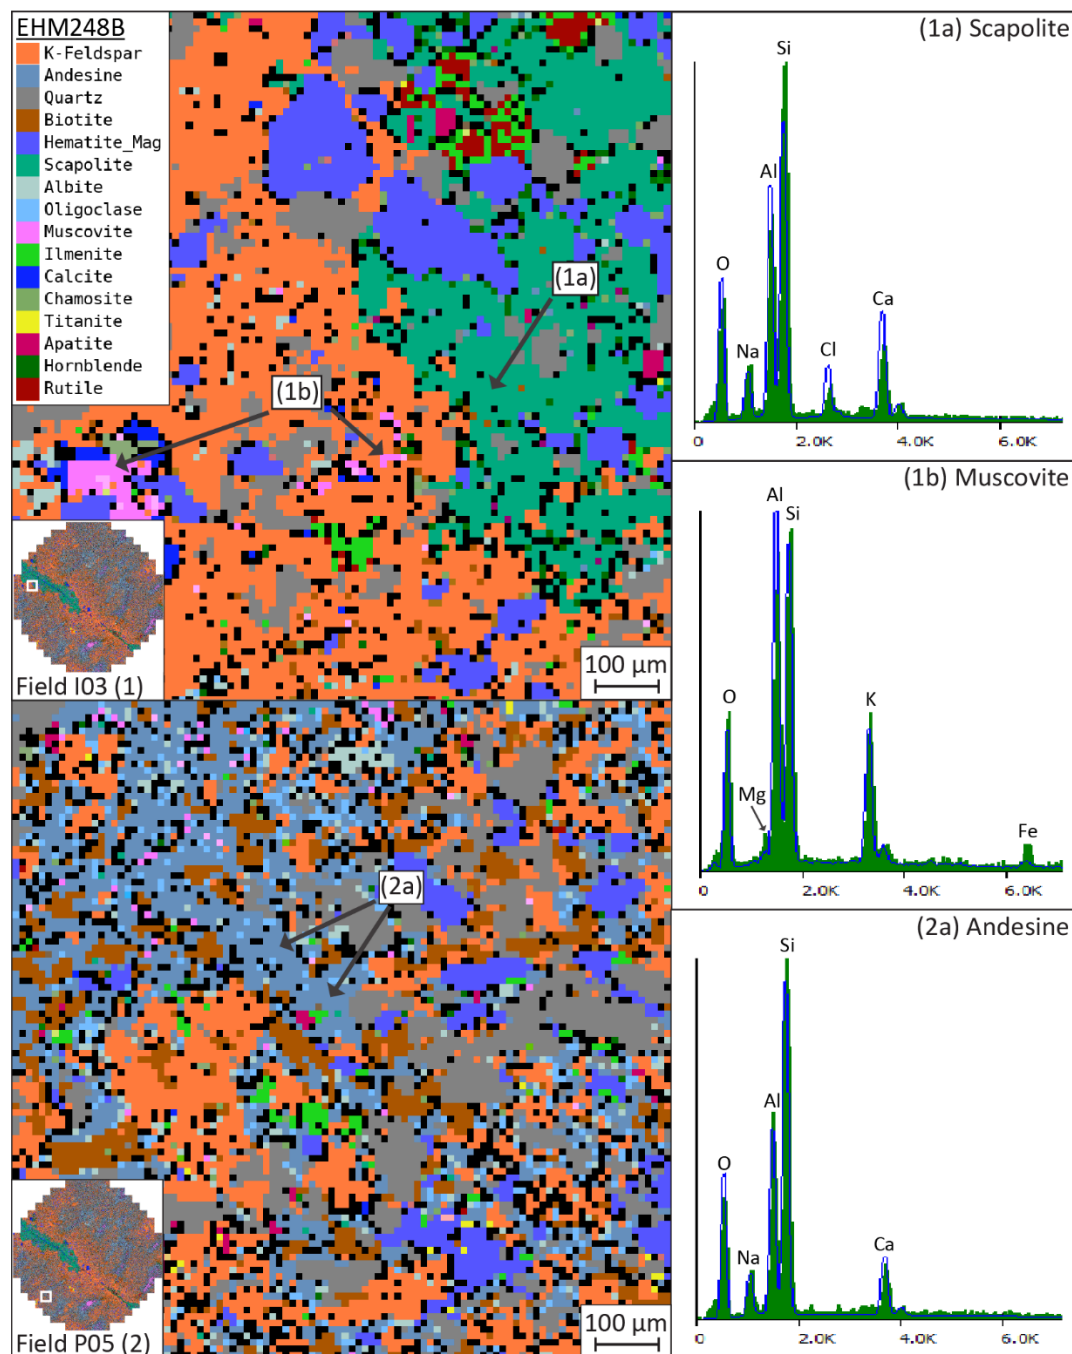 EHM248B
K-Feldspar
Andesine
Quartz
Biotite
Hematite_Mag
Scapolite
Albite
Oligoclase
Muscovite
Ilmenite
Calcite
Chamosite
Titanite
Apatite
Hornblende
Rutile
(1a)
(1b)
Field I03 (1)
100 µm
(1a) Scapolite
Si
Al
O
Na
Cl
Ca
0 2.0K 4.0K 6.0K
(1b) Muscovite
Al
Si
O
K
Mg
Fe
0 2.0K 4.0K 6.0K
(2a)
Field P05 (2)
100 µm
(2a) Andesine
Si
Al
O
Na
Ca
0 2.0K 4.0K 6.0K